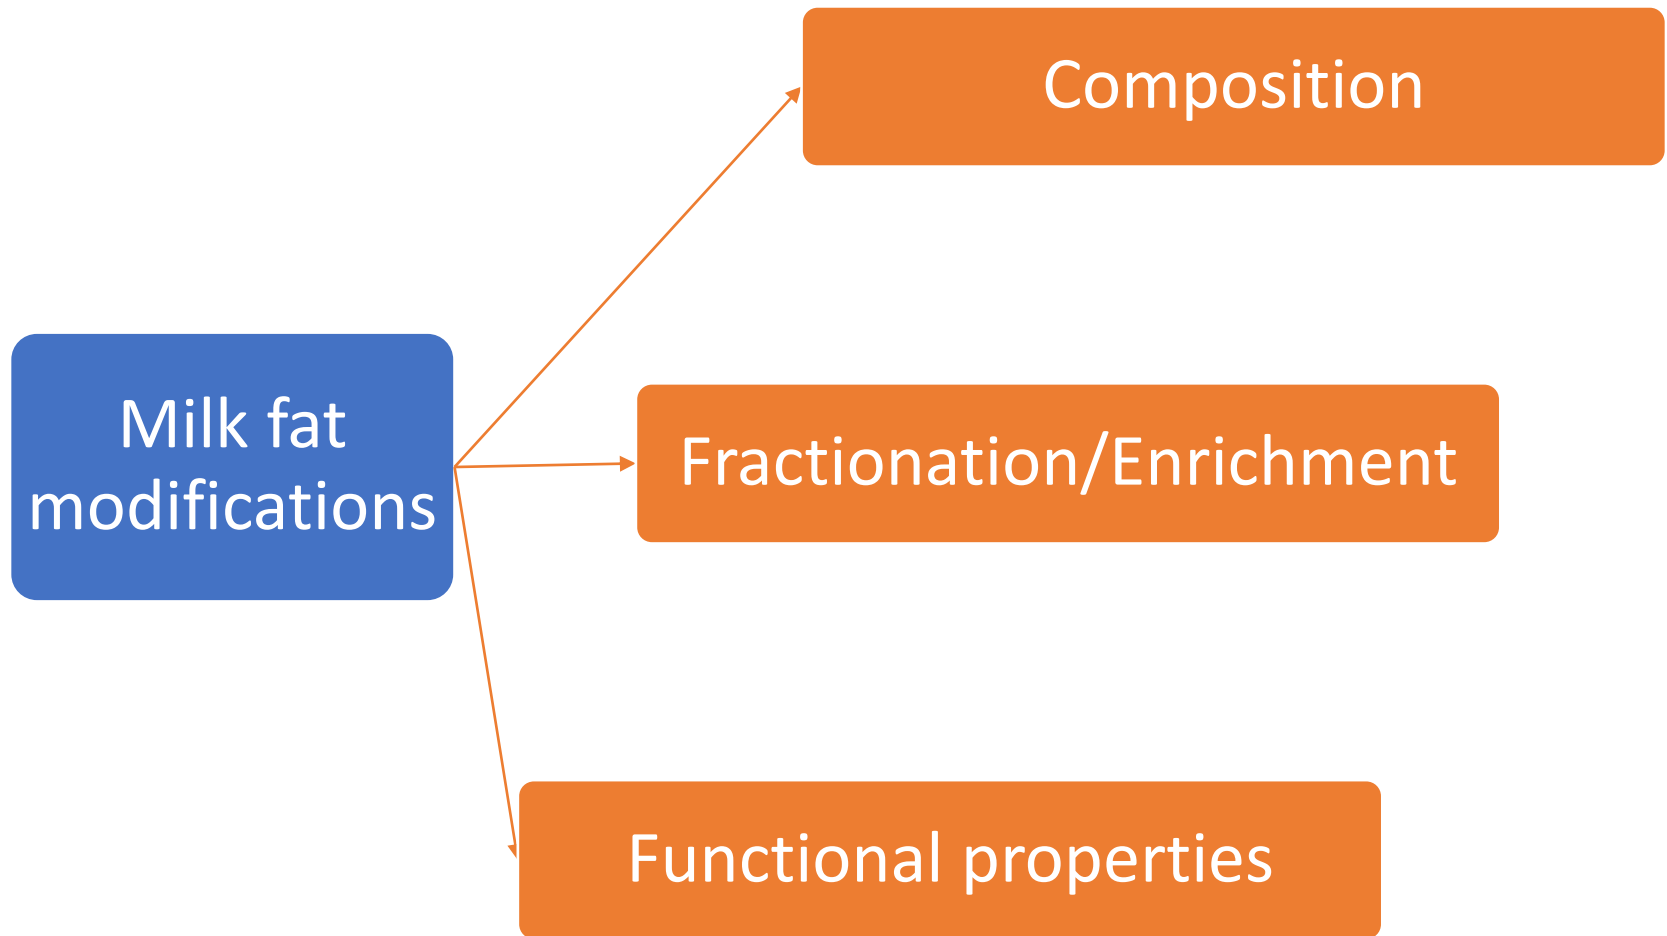 Composition
Milk fat
modifications
Fractionation/Enrichment
Functional properties